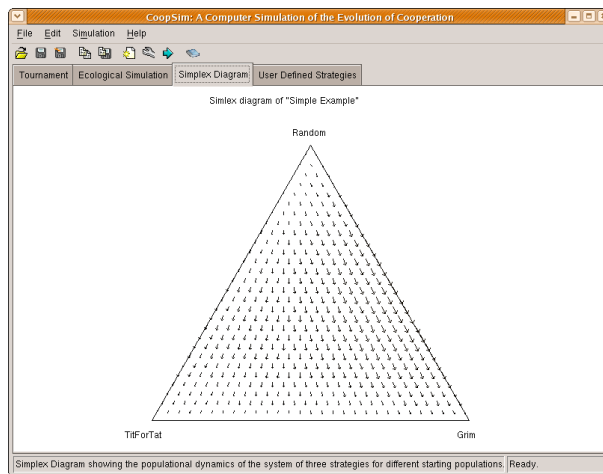 CoopSim: A Computer Simulation of the Evolution of Cooperation
File Edit Simulation Help
Tournament Ecological Simulation Simplex Diagram User Defined Strategies
Simlex diagram of "Simple Example"
Random
TitForTat Grim
Simplex Diagram showing the populational dynamics of the system of three strategies for different starting populations. Ready.